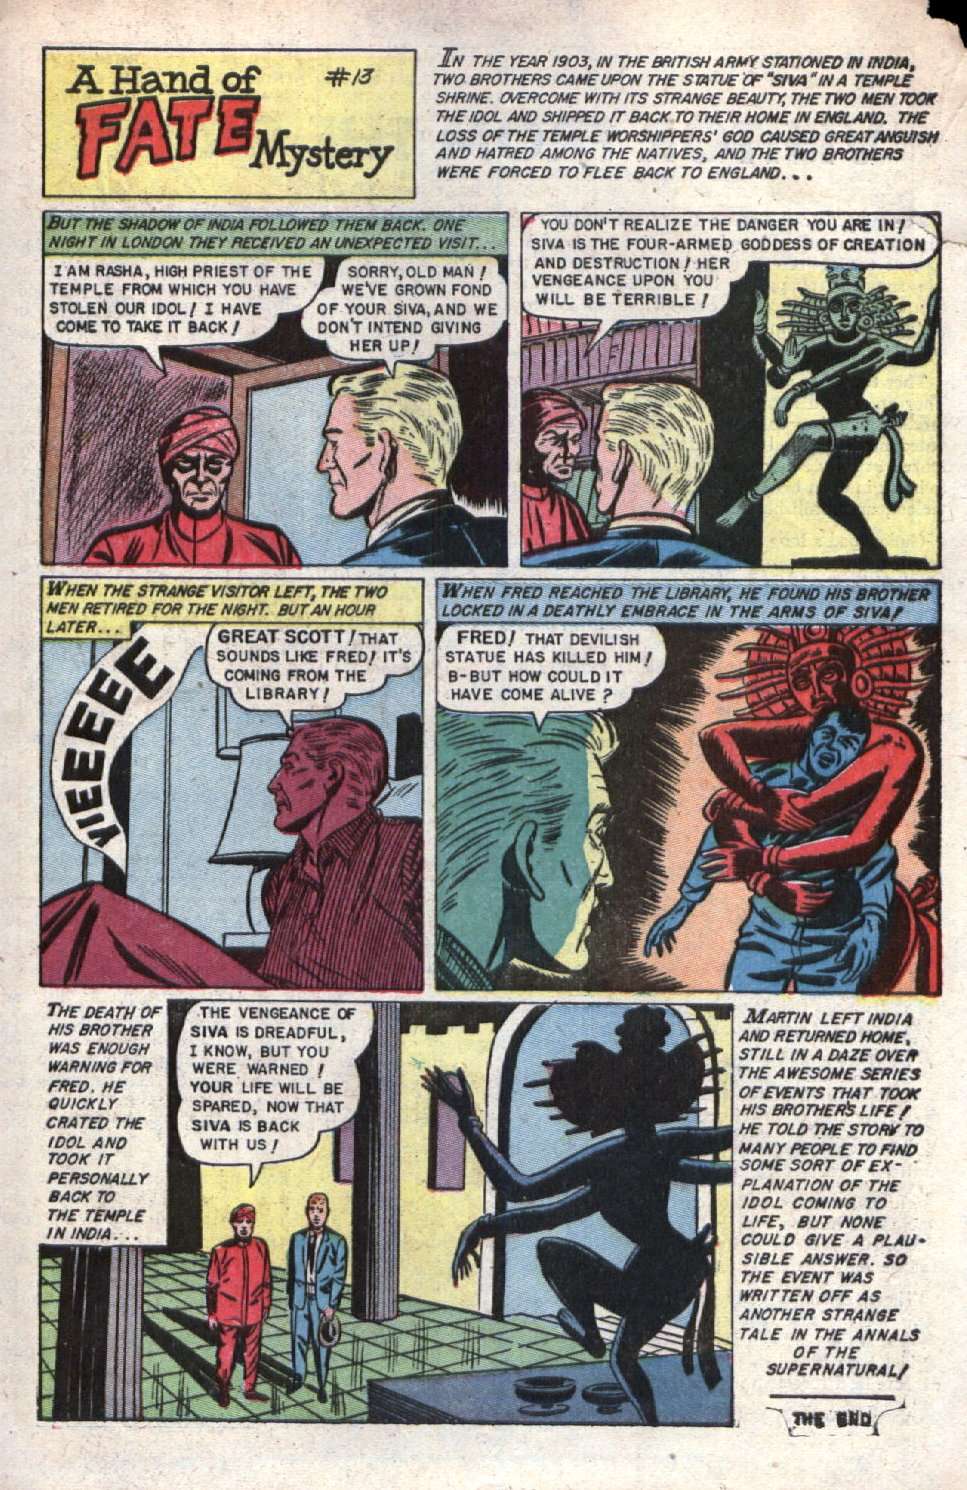 A Hand of
FATE
Mystery
#13
IN THE YEAR 1903, IN THE BRITISH ARMY STATIONED IN INDIA,
TWO BROTHERS CAME UPON THE STATUE OF "SIVA" IN A TEMPLE
SHRINE. OVERCOME WITH ITS STRANGE BEAUTY, THE TWO MEN TOOK
THE IDOL AND SHIPPED IT BACK TO THEIR HOME IN ENGLAND. THE
LOSS OF THE TEMPLE WORSHIPPERS' GOD CAUSED GREAT ANGUISH
AND HATRED AMONG THE NATIVES, AND THE TWO BROTHERS
WERE FORCED TO FLEE BACK TO ENGLAND...
BUT THE SHADOW OF INDIA FOLLOWED THEM BACK. ONE
NIGHT IN LONDON THEY RECEIVED AN UNEXPECTED VISIT...
I AM RASHA, HIGH PRIEST OF THE
TEMPLE FROM WHICH YOU HAVE
STOLEN OUR IDOL! I HAVE
COME TO TAKE IT BACK!
SORRY, OLD MAN!
WE'VE GROWN FOND
OF YOUR SIVA, AND WE
DON'T INTEND GIVING
HER UP!
YOU DON'T REALIZE THE DANGER YOU ARE IN!
SIVA IS THE FOUR-ARMED GODDESS OF CREATION
AND DESTRUCTION! HER
VENGEANCE UPON YOU
WILL BE TERRIBLE!
WHEN THE STRANGE VISITOR LEFT, THE TWO
MEN RETIRED FOR THE NIGHT. BUT AN HOUR
LATER...
YIEEEEE
GREAT SCOTT! THAT
SOUNDS LIKE FRED! IT'S
COMING FROM THE
LIBRARY!
WHEN FRED REACHED THE LIBRARY, HE FOUND HIS BROTHER
LOCKED IN A DEATHLY EMBRACE IN THE ARMS OF SIVA!
FRED! THAT DEVILISH
STATUE HAS KILLED HIM!
B-BUT HOW COULD IT
HAVE COME ALIVE?
THE DEATH OF
HIS BROTHER
WAS ENOUGH
WARNING FOR
FRED. HE
QUICKLY
CRATED THE
IDOL AND
TOOK IT
PERSONALLY
BACK TO
THE TEMPLE
IN INDIA...
THE VENGEANCE OF
SIVA IS DREADFUL,
I KNOW, BUT YOU
WERE WARNED!
YOUR LIFE WILL BE
SPARED, NOW THAT
SIVA IS BACK
WITH US!
MARTIN LEFT INDIA
AND RETURNED HOME,
STILL IN A DAZE OVER
THE AWESOME SERIES
OF EVENTS THAT TOOK
HIS BROTHER'S LIFE!
HE TOLD THE STORY TO
MANY PEOPLE TO FIND
SOME SORT OF EX-
PLANATION OF THE
IDOL COMING TO
LIFE, BUT NONE
COULD GIVE A PLAU-
SIBLE ANSWER. SO
THE EVENT WAS
WRITTEN OFF AS
ANOTHER STRANGE
TALE IN THE ANNALS
OF THE
SUPERNATURAL!
THE END